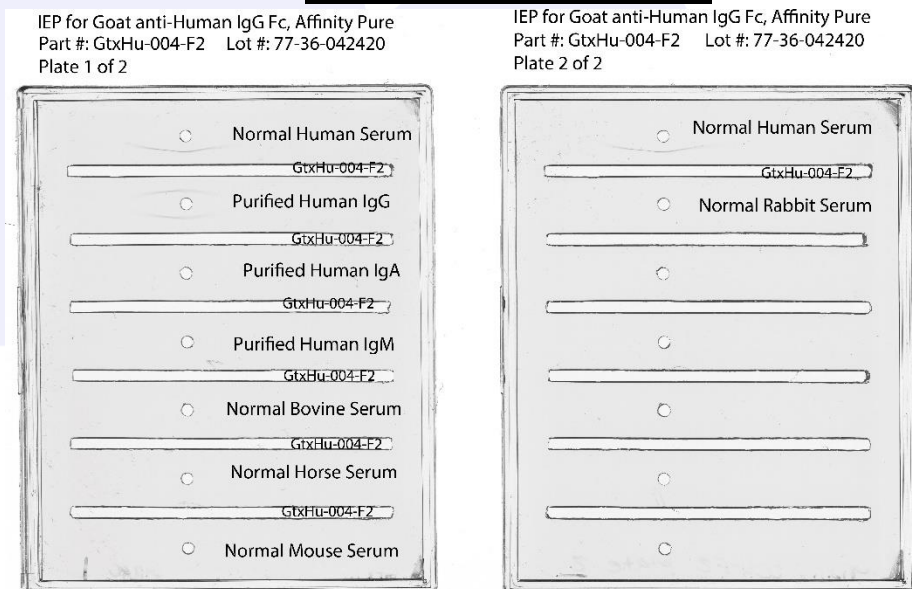 IEP for Goat anti-Human IgG Fc, Affinity Pure
Part #: GtxHu-004-F2 Lot #: 77-36-042420
Plate 1 of 2
Normal Human Serum
GtxHu-004-F2
Purified Human IgG
GtxHu-004-F2
Purified Human IgA
GtxHu-004-F2
Purified Human IgM
GtxHu-004-F2
Normal Bovine Serum
GtxHu-004-F2
Normal Horse Serum
GtxHu-004-F2
Normal Mouse Serum
IEP for Goat anti-Human IgG Fc, Affinity Pure
Part #: GtxHu-004-F2 Lot #: 77-36-042420
Plate 2 of 2
Normal Human Serum
GtxHu-004-F2
Normal Rabbit Serum